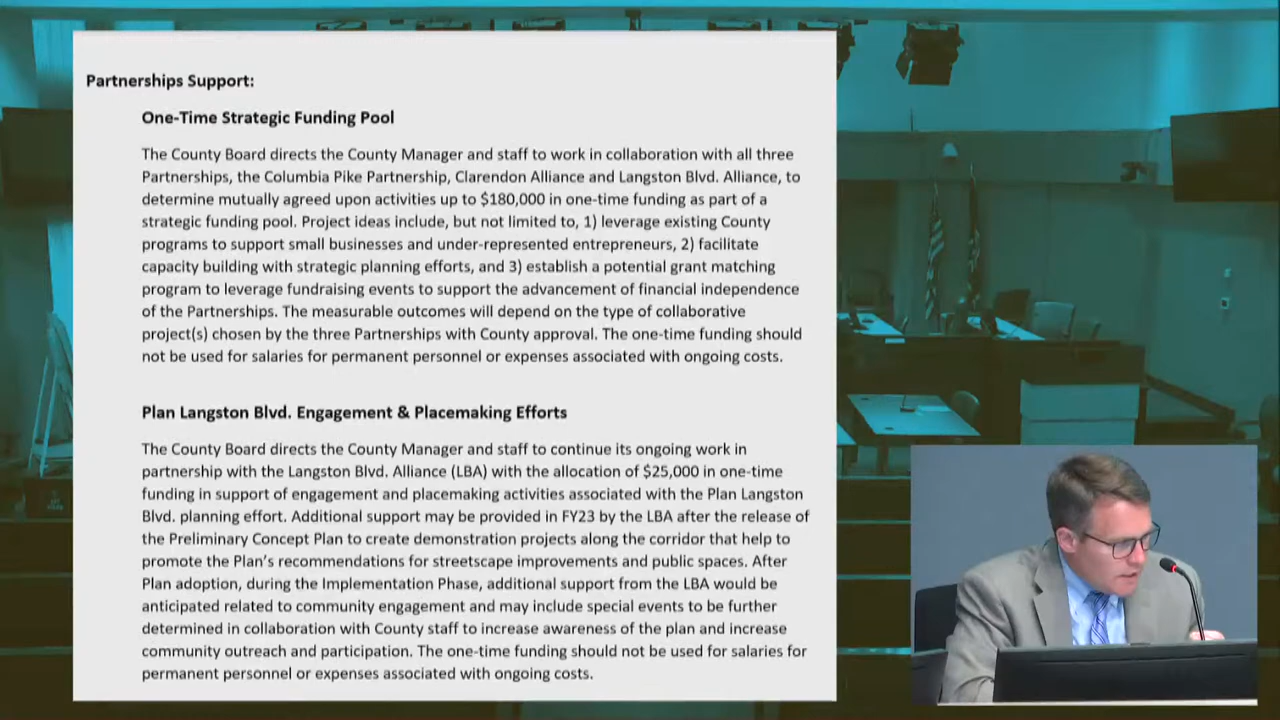 Partnerships Support:
One-Time Strategic Funding Pool
The County Board directs the County Manager and staff to work in collaboration with all three
Partnerships, the Columbia Pike Partnership, Clarendon Alliance and Langston Blvd. Alliance, to
determine mutually agreed upon activities up to $180,000 in one-time funding as part of a
strategic funding pool. Project ideas include, but not limited to, 1) leverage existing County
programs to support small businesses and under-represented entrepreneurs, 2) facilitate
capacity building with strategic planning efforts, and 3) establish a potential grant matching
program to leverage fundraising events to support the advancement of financial independence
of the Partnerships. The measurable outcomes will depend on the type of collaborative
project(s) chosen by the three Partnerships with County approval. The one-time funding should
not be used for salaries for permanent personnel or expenses associated with ongoing costs.
Plan Langston Blvd. Engagement & Placemaking Efforts
The County Board directs the County Manager and staff to continue its ongoing work in
partnership with the Langston Blvd. Alliance (LBA) with the allocation of $25,000 in one-time
funding in support of engagement and placemaking activities associated with the Plan Langston
Blvd. planning effort. Additional support may be provided in FY23 by the LBA after the release of
the Preliminary Concept Plan to create demonstration projects along the corridor that help to
promote the Plan's recommendations for streetscape improvements and public spaces. After
Plan adoption, during the Implementation Phase, additional support from the LBA would be
anticipated related to community engagement and may include special events to be further
determined in collaboration with County staff to increase awareness of the plan and increase
community outreach and participation. The one-time funding should not be used for salaries for
permanent personnel or expenses associated with ongoing costs.